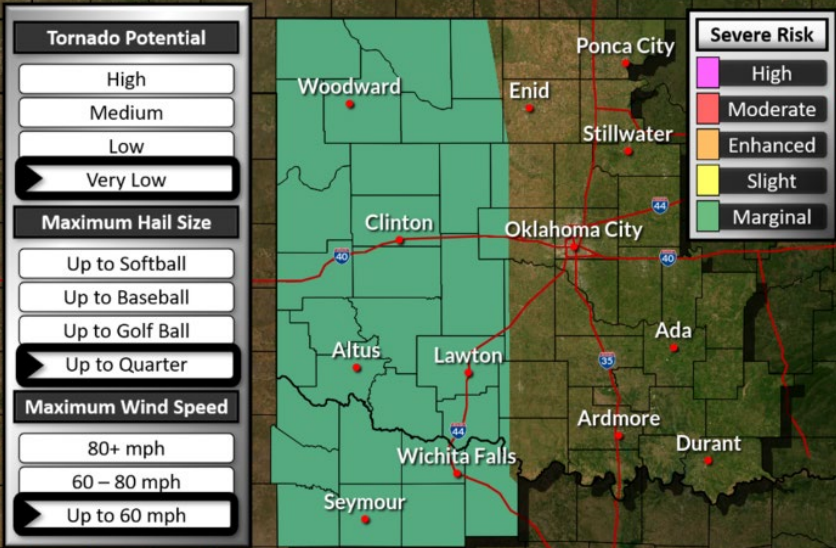 Tornado Potential
High
Medium
Low
Very Low
Maximum Hail Size
Up to Softball
Up to Baseball
Up to Golf Ball
Up to Quarter
Maximum Wind Speed
80+ mph
60 – 80 mph
Up to 60 mph
Ponca City
Woodward
Enid
Stillwater
44
Clinton
Oklahoma City
40
40
Altus
Lawton
Ada
35
Ardmore
44
Durant
Wichita Falls
Seymour
Severe Risk
High
Moderate
Enhanced
Slight
Marginal